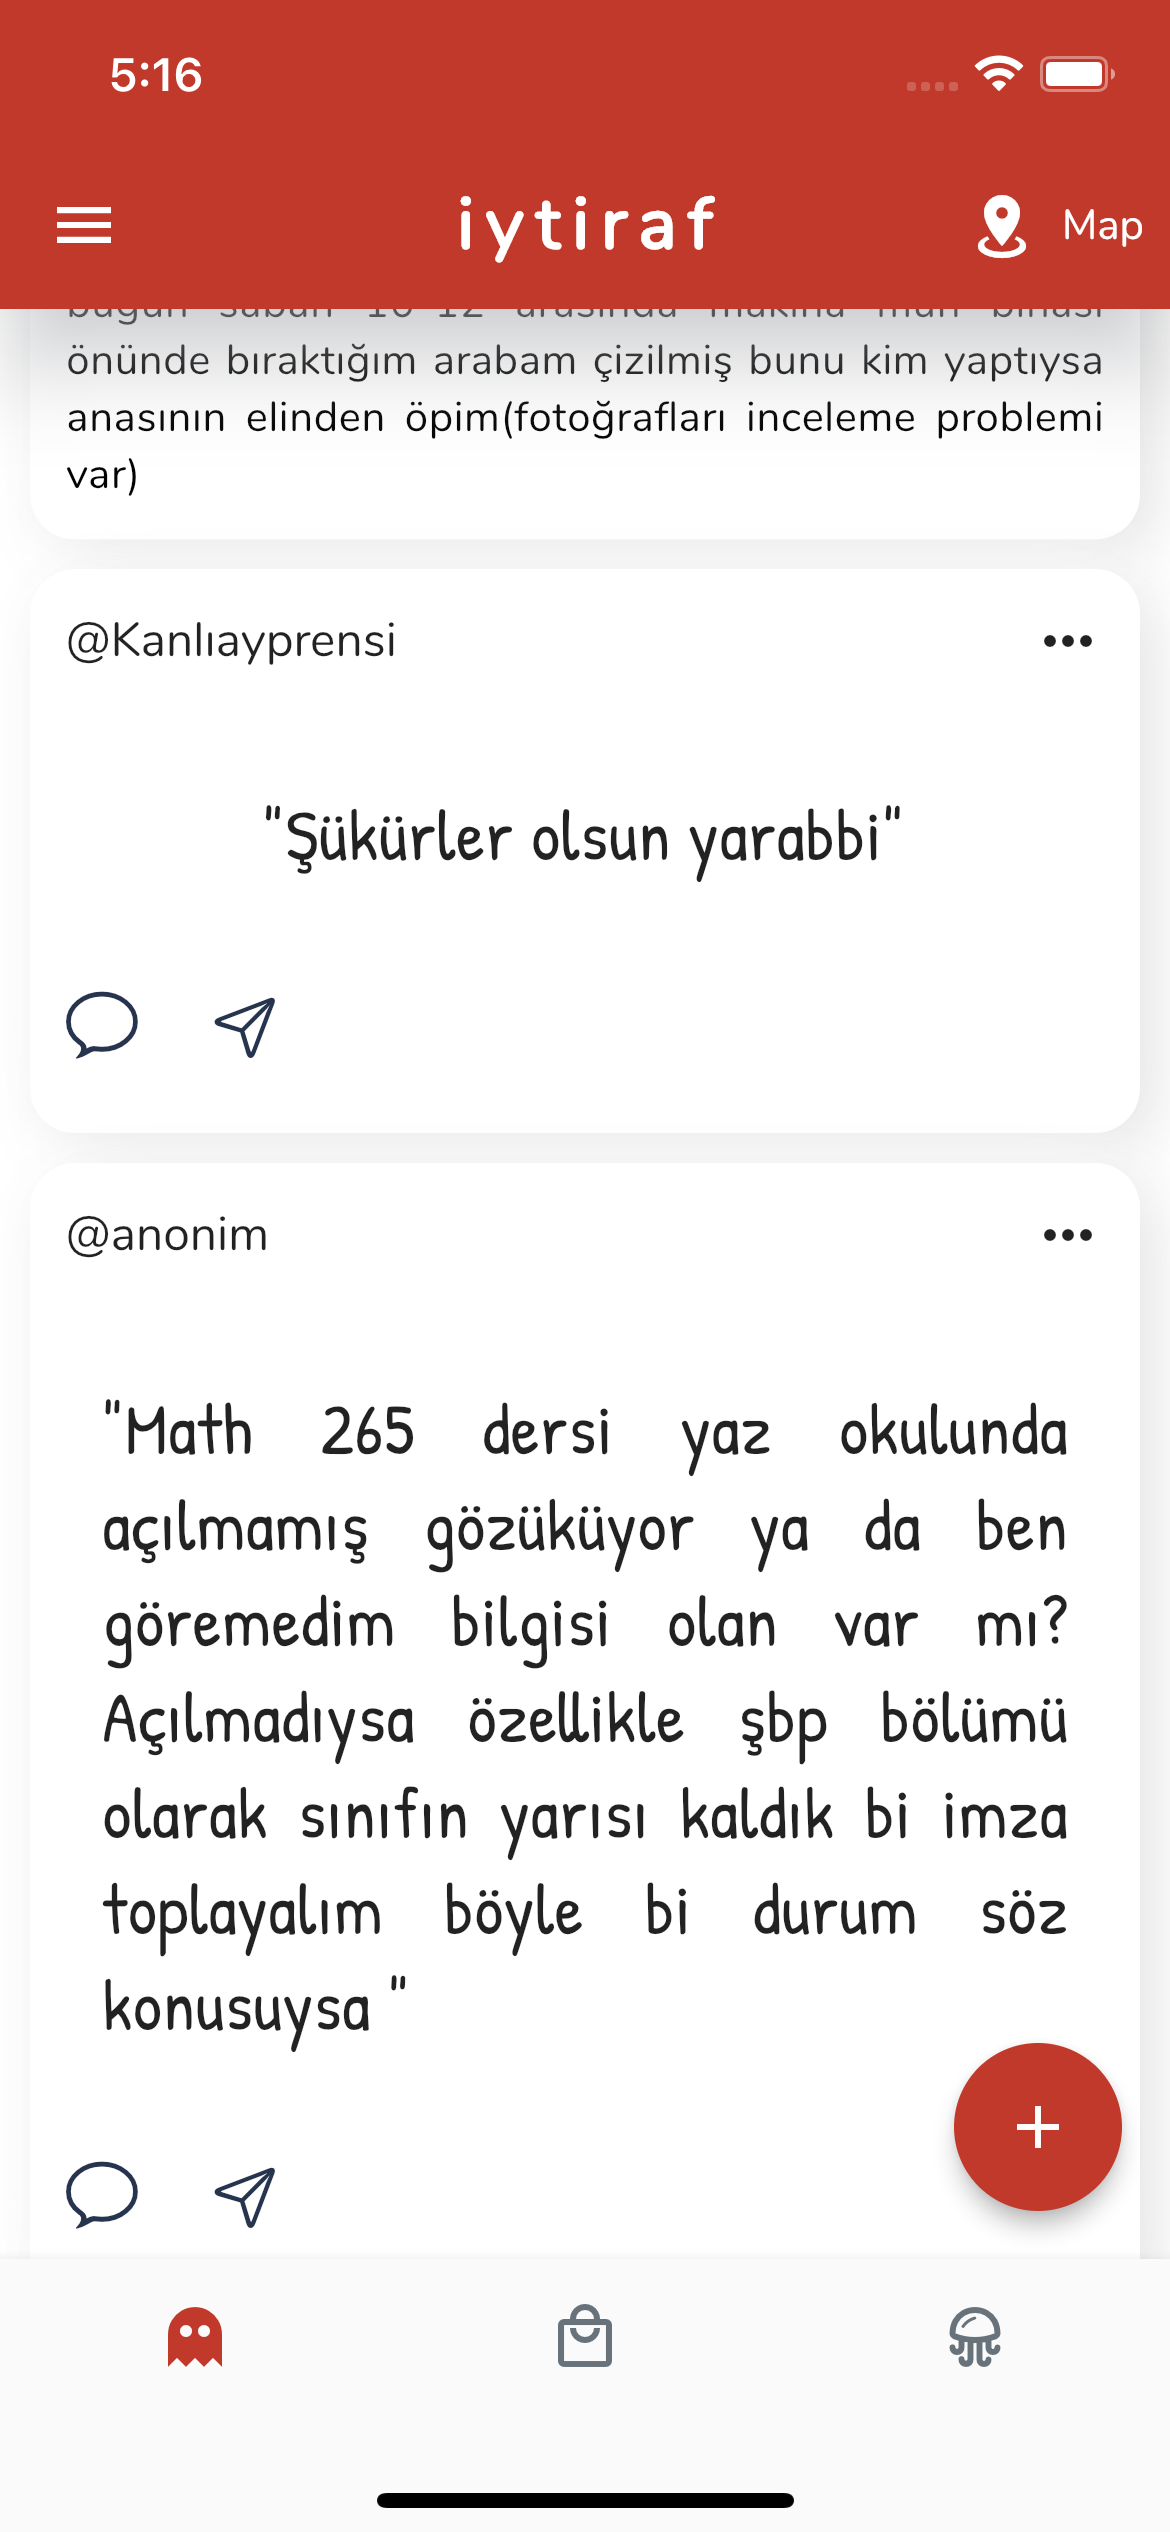 5:16
iytiraf
Map
arasında
önünde bıraktığım arabam çizilmiş bunu kim yaptıysa
anasının elinden öpim(fotoğrafları inceleme problemi
var)
@Kanlıayprensi
"Şükürler olsun yarabbi"
@anonim
"Math 265 dersi yaz okulunda
açılmamış gözüküyor ya da ben
göremedim bilgisi olan var mı?
Açılmadıysa özellikle şbp bölümü
olarak sınıfın yarısı kaldık bi imza
toplayalım böyle bi durum söz
konusuysa "